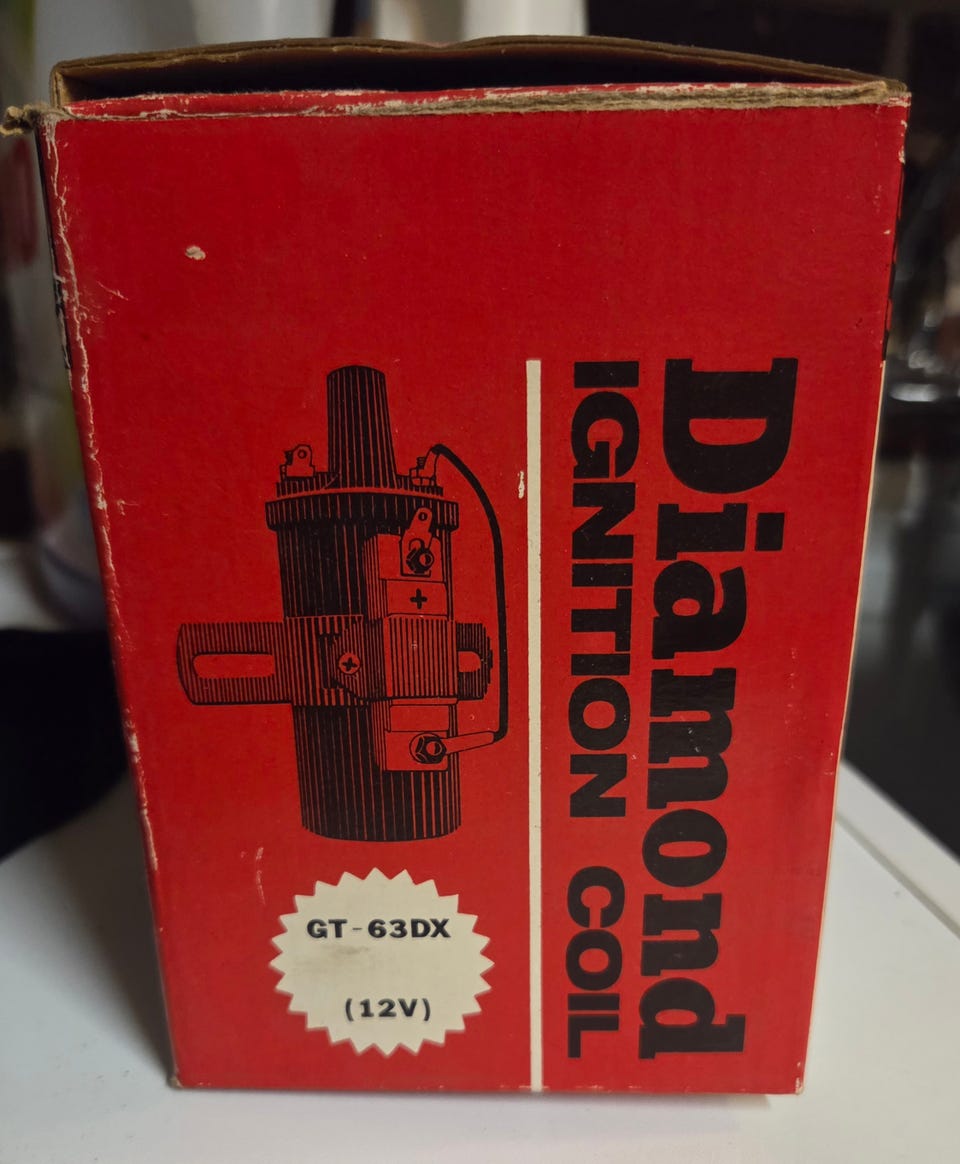 Diamond
IGNITION COIL
+
GT-63DX
(12V)